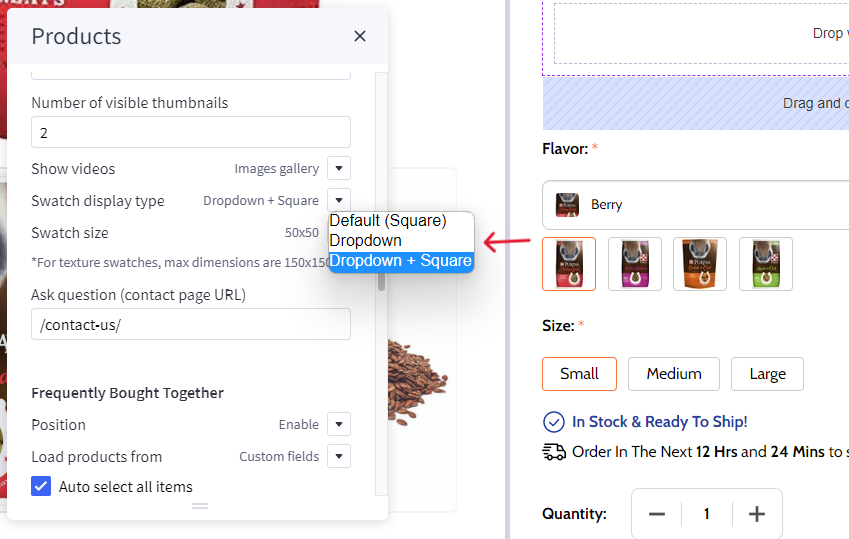 Products
Number of visible thumbnails
2
Show videos Images gallery
Swatch display type Dropdown + Square
Swatch size 50x50
Default (Square)
Dropdown
Dropdown + Square
*For texture swatches, max dimensions are 150x150
Ask question (contact page URL)
/contact-us/
Frequently Bought Together
Position Enable
Load products from Custom fields
Auto select all items
Drop
Drag and
Flavor: *
Berry
PURINA
Size: *
Small Medium Large
In Stock & Ready To Ship!
Order In The Next 12 Hrs and 24 Mins to
Quantity: 1